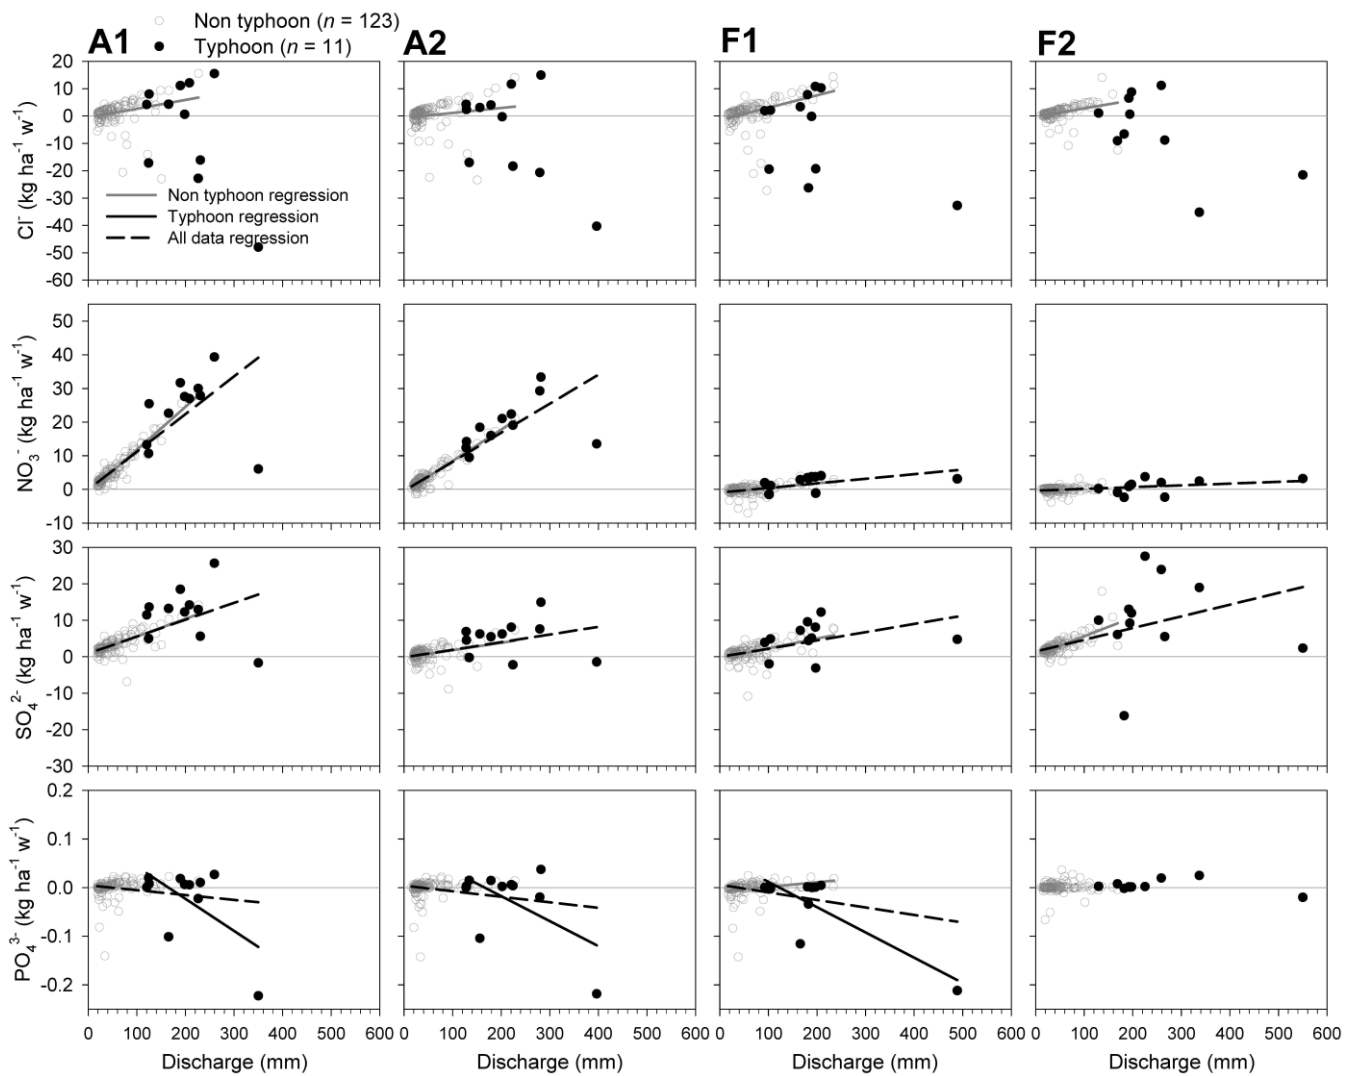 Non typhoon (n = 123)
Typhoon (n = 11)
A1 A2 F1 F2
20
10
0
-10
-20
-30
-40
-50
-60
Cl⁻ (kg ha⁻¹ w⁻¹)
Non typhoon regression
Typhoon regression
All data regression
50
40
30
20
10
0
-10
NO₃⁻ (kg ha⁻¹ w⁻¹)
30
20
10
0
-10
-20
-30
SO₄²⁻ (kg ha⁻¹ w⁻¹)
0.2
0.1
0.0
-0.1
-0.2
PO₄³⁻ (kg ha⁻¹ w⁻¹)
0 100 200 300 400 500 600 0 100 200 300 400 500 600 0 100 200 300 400 500 600 0 100 200 300 400 500 600
Discharge (mm) Discharge (mm) Discharge (mm) Discharge (mm)